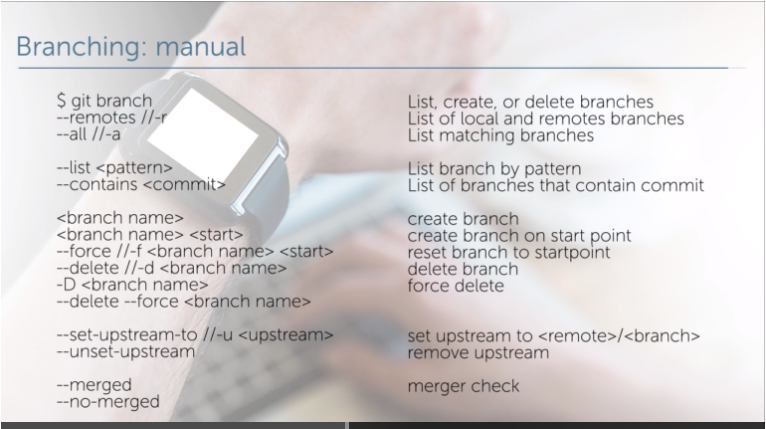 Branching: manual
$ git branch List, create, or delete branches
--remotes //-r List of local and remotes branches
--all //-a List matching branches
--list <pattern> List branch by pattern
--contains <commit> List of branches that contain commit
<branch name> create branch
<branch name> <start> create branch on start point
--force //-f <branch name> <start> reset branch to startpoint
--delete //-d <branch name> delete branch
-D <branch name> force delete
--delete --force <branch name>
--set-upstream-to //-u <upstream> set upstream to <remote>/<branch>
--unset-upstream remove upstream
--merged merger check
--no-merged